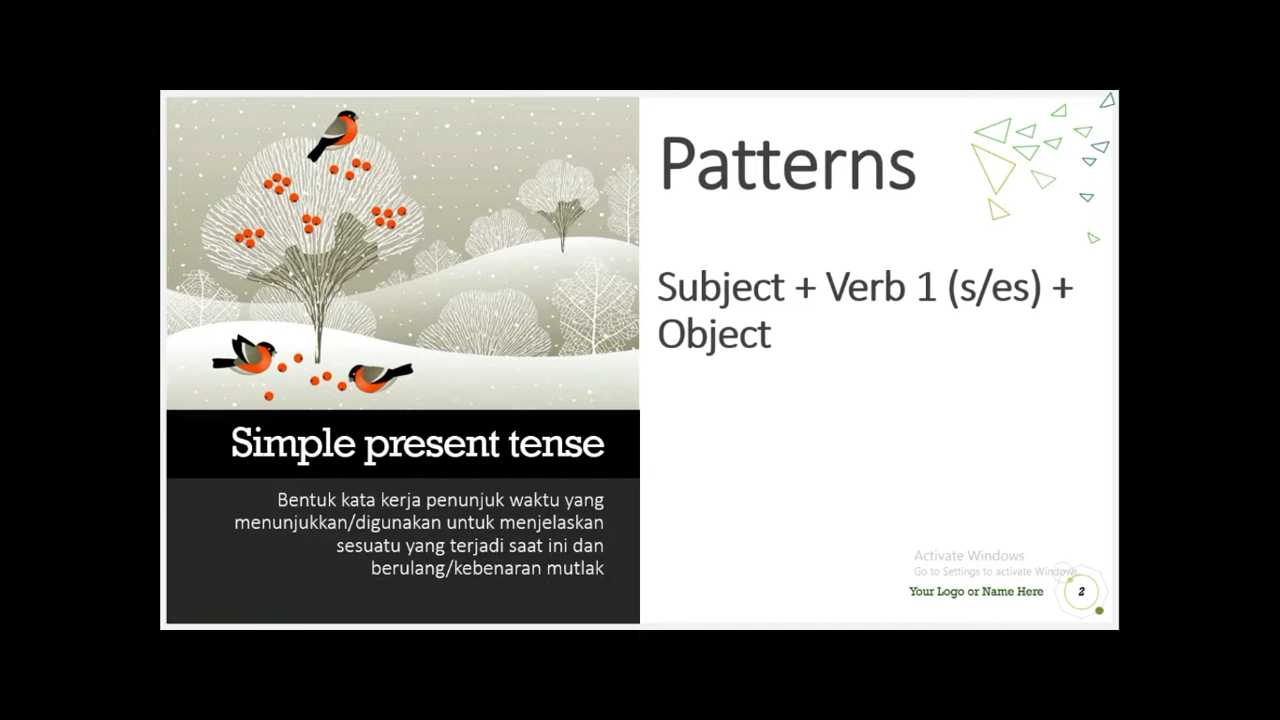 Simple present tense
Bentuk kata kerja penunjuk waktu yang
menunjukkan/digunakan untuk menjelaskan
sesuatu yang terjadi saat ini dan
berulang/kebenaran mutlak
Patterns
Subject + Verb 1 (s/es) +
Object
Activate Windows
Go to Settings to activate Windows.
Your Logo or Name Here
2